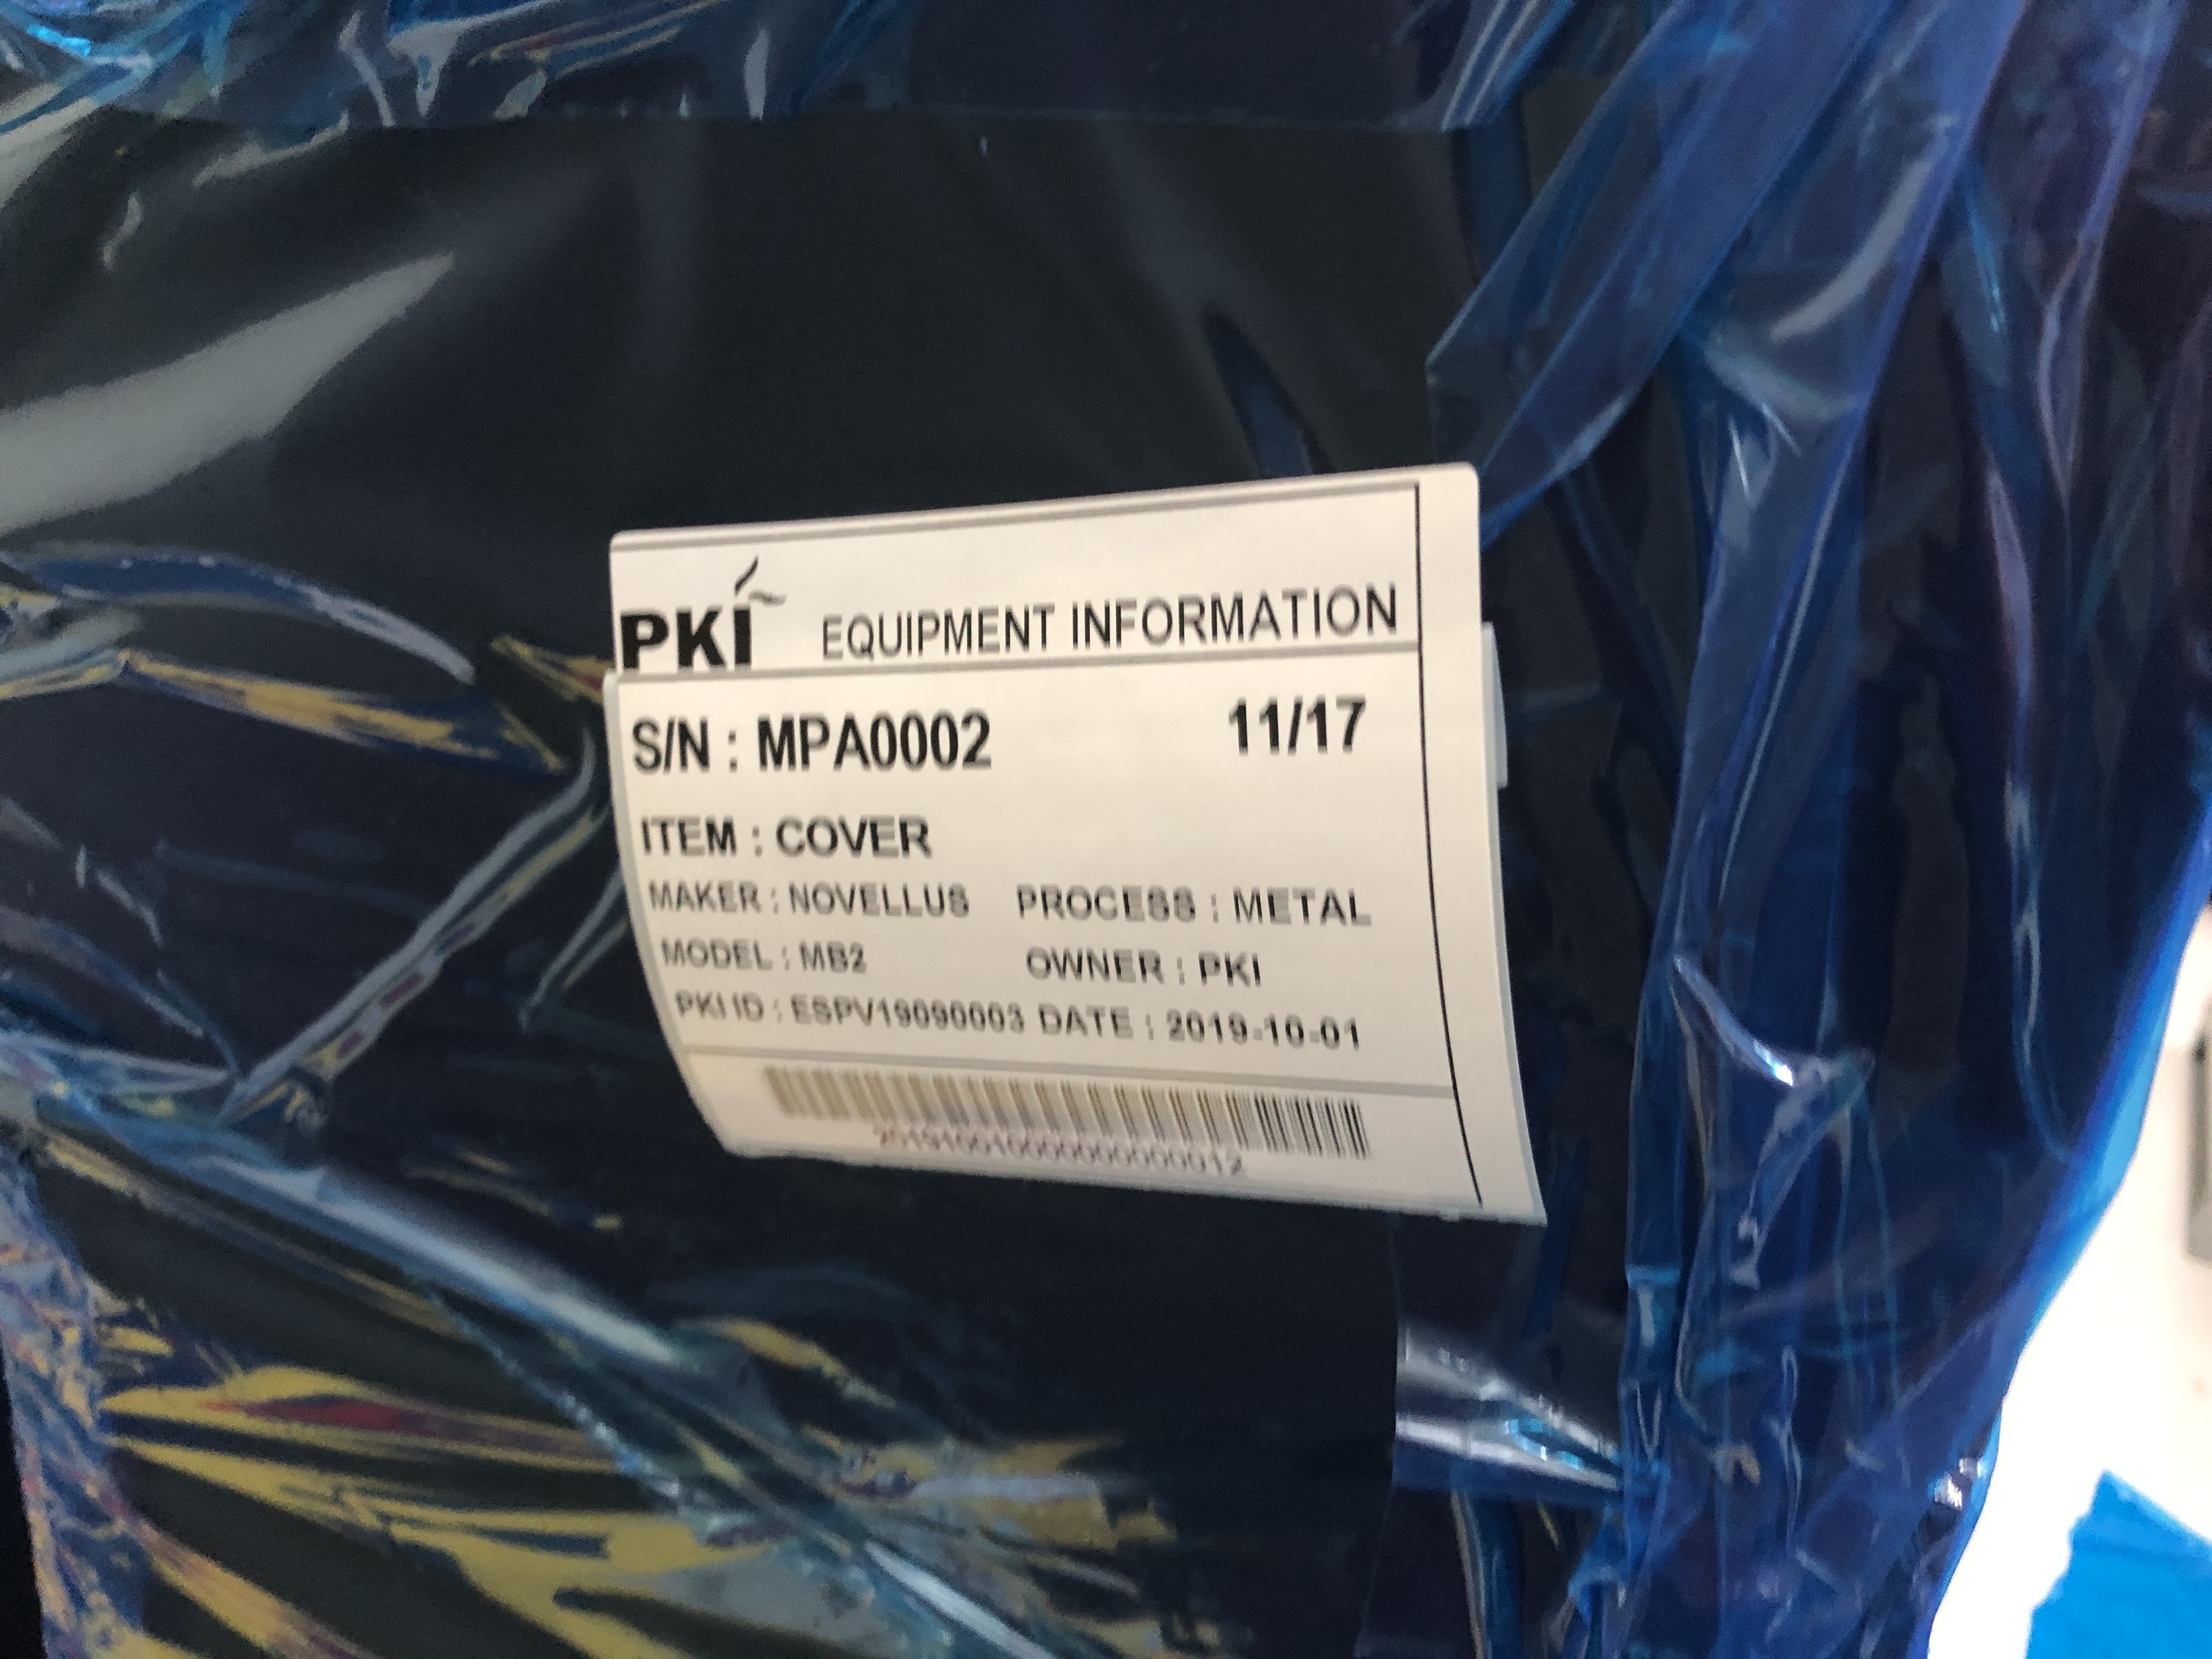 PKI EQUIPMENT INFORMATION
S/N : MPA0002 11/17
ITEM : COVER
MAKER : NOVELLUS PROCESS : METAL
MODEL : MB2 OWNER : PKI
PKI ID : ESPV19090003 DATE : 2019-10-01